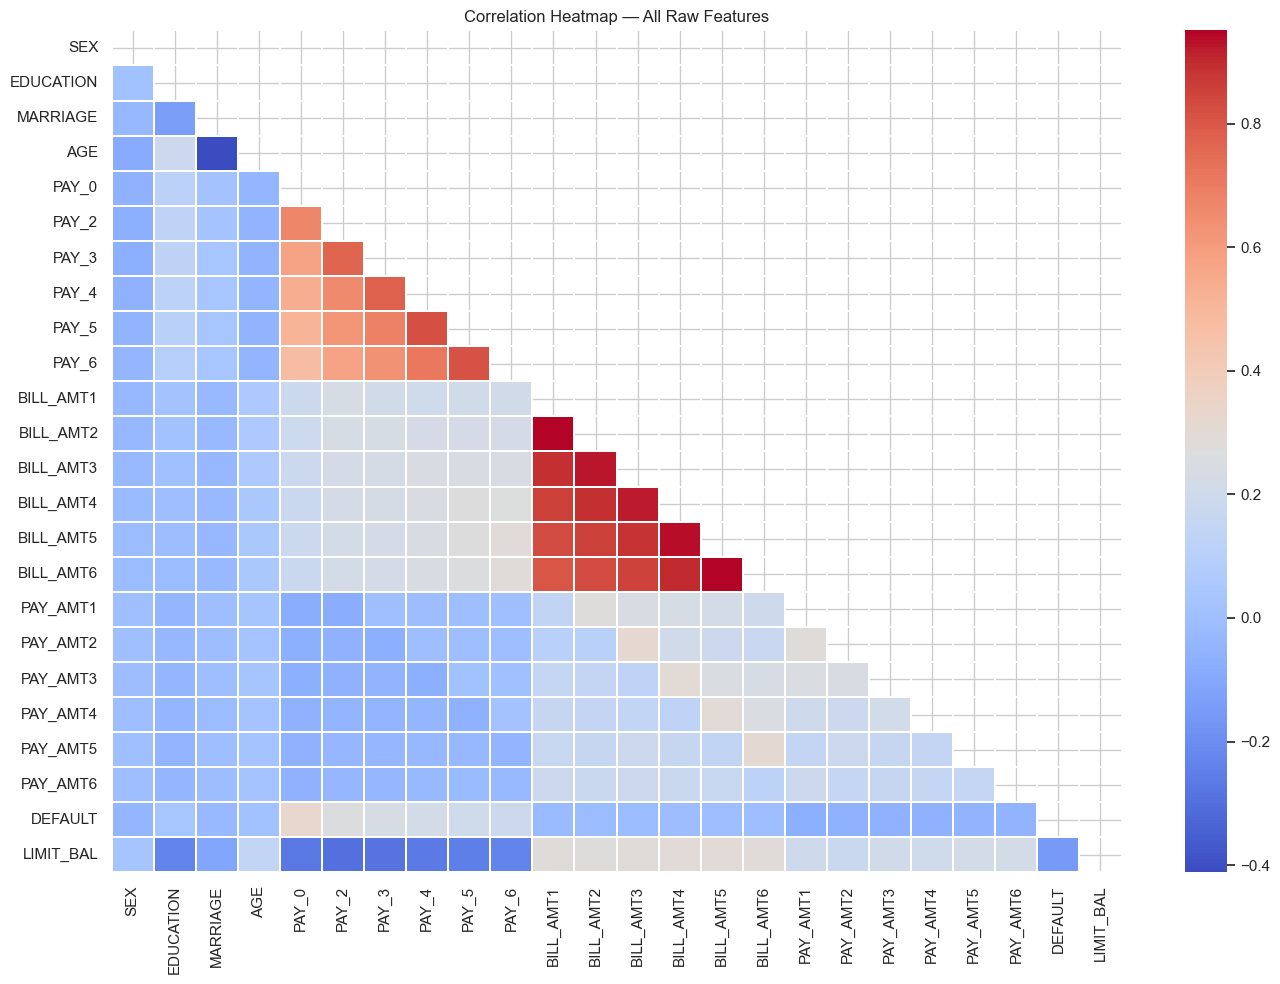 Correlation Heatmap — All Raw Features
SEX
EDUCATION
MARRIAGE
AGE
PAY_0
PAY_2
PAY_3
PAY_4
PAY_5
PAY_6
BILL_AMT1
BILL_AMT2
BILL_AMT3
BILL_AMT4
BILL_AMT5
BILL_AMT6
PAY_AMT1
PAY_AMT2
PAY_AMT3
PAY_AMT4
PAY_AMT5
PAY_AMT6
DEFAULT
LIMIT_BAL
SEX
EDUCATION
MARRIAGE
AGE
PAY_0
PAY_2
PAY_3
PAY_4
PAY_5
PAY_6
BILL_AMT1
BILL_AMT2
BILL_AMT3
BILL_AMT4
BILL_AMT5
BILL_AMT6
PAY_AMT1
PAY_AMT2
PAY_AMT3
PAY_AMT4
PAY_AMT5
PAY_AMT6
DEFAULT
LIMIT_BAL
0.8
0.6
0.4
0.2
0.0
−0.2
−0.4